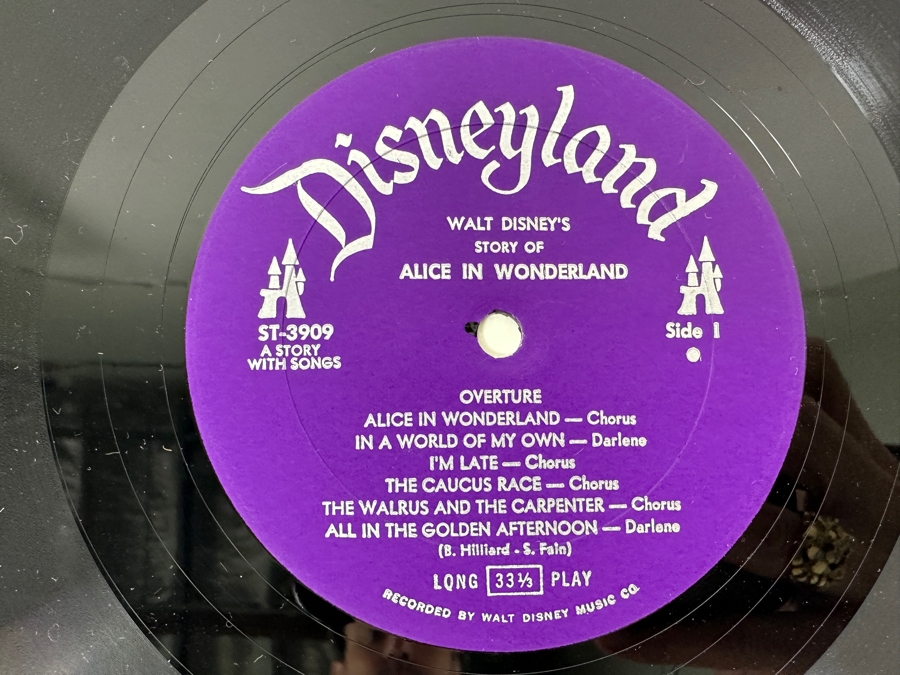 Disneyland
WALT DISNEY'S
STORY OF
ALICE IN WONDERLAND
ST-3909
A STORY
WITH SONGS
Side 1
OVERTURE
ALICE IN WONDERLAND — Chorus
IN A WORLD OF MY OWN — Darlene
I'M LATE — Chorus
THE CAUCUS RACE — Chorus
THE WALRUS AND THE CARPENTER — Chorus
ALL IN THE GOLDEN AFTERNOON — Darlene
(B. Hilliard - S. Fain)
LONG 33⅓ PLAY
RECORDED BY WALT DISNEY MUSIC CO.